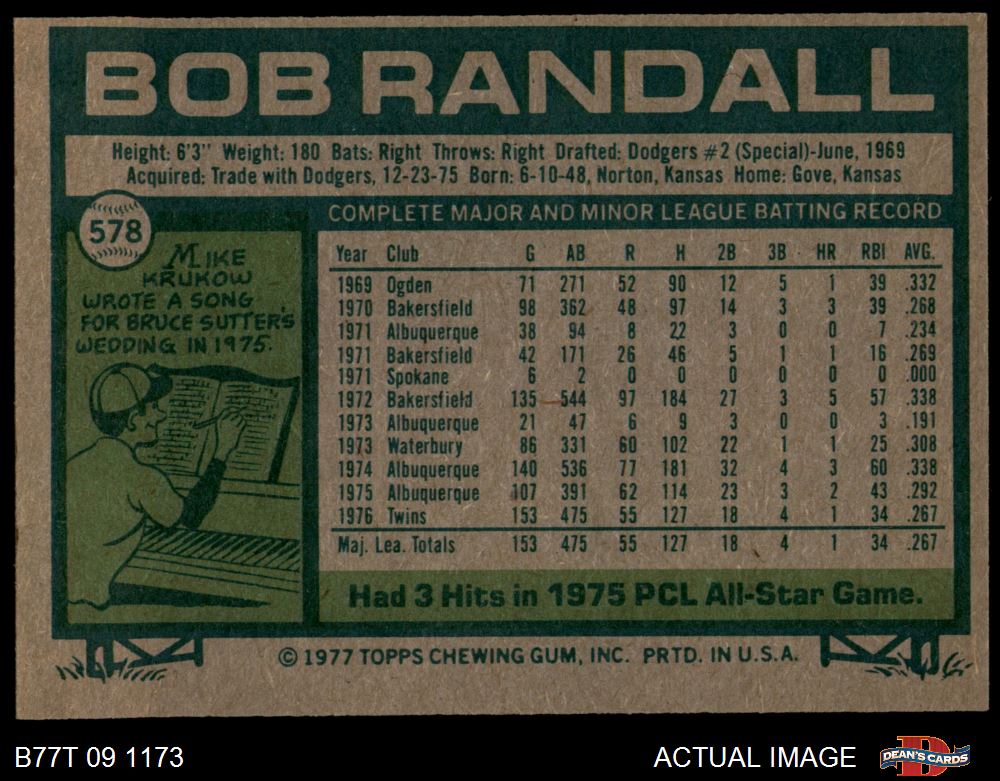 BOB RANDALL
Height: 6'3" Weight: 180 Bats: Right Throws: Right Drafted: Dodgers #2 (Special)-June, 1969
Acquired: Trade with Dodgers, 12-23-75 Born: 6-10-48, Norton, Kansas Home: Gove, Kansas
578
MIKE
KRUKOW
WROTE A SONG
FOR BRUCE SUTTER'S
WEDDING IN 1975.
COMPLETE MAJOR AND MINOR LEAGUE BATTING RECORD
Year Club G AB R H 2B 3B HR RBI AVG.
1969 Ogden 71 271 52 90 12 5 1 39 .332
1970 Bakersfield 98 362 48 97 14 3 3 39 .268
1971 Albuquerque 38 94 8 22 3 0 0 7 .234
1971 Bakersfield 42 171 26 46 5 1 1 16 .269
1971 Spokane 6 2 0 0 0 0 0 0 .000
1972 Bakersfield 135 544 97 184 27 3 5 57 .338
1973 Albuquerque 21 47 6 9 3 0 0 3 .191
1973 Waterbury 86 331 60 102 22 1 1 25 .308
1974 Albuquerque 140 536 77 181 32 4 3 60 .338
1975 Albuquerque 107 391 62 114 23 3 2 43 .292
1976 Twins 153 475 55 127 18 4 1 34 .267
Maj. Lea. Totals 153 475 55 127 18 4 1 34 .267
Had 3 Hits in 1975 PCL All-Star Game.
© 1977 TOPPS CHEWING GUM, INC. PRTD. IN U.S.A.
B77T 09 1173 ACTUAL IMAGE DEAN'S CARDS